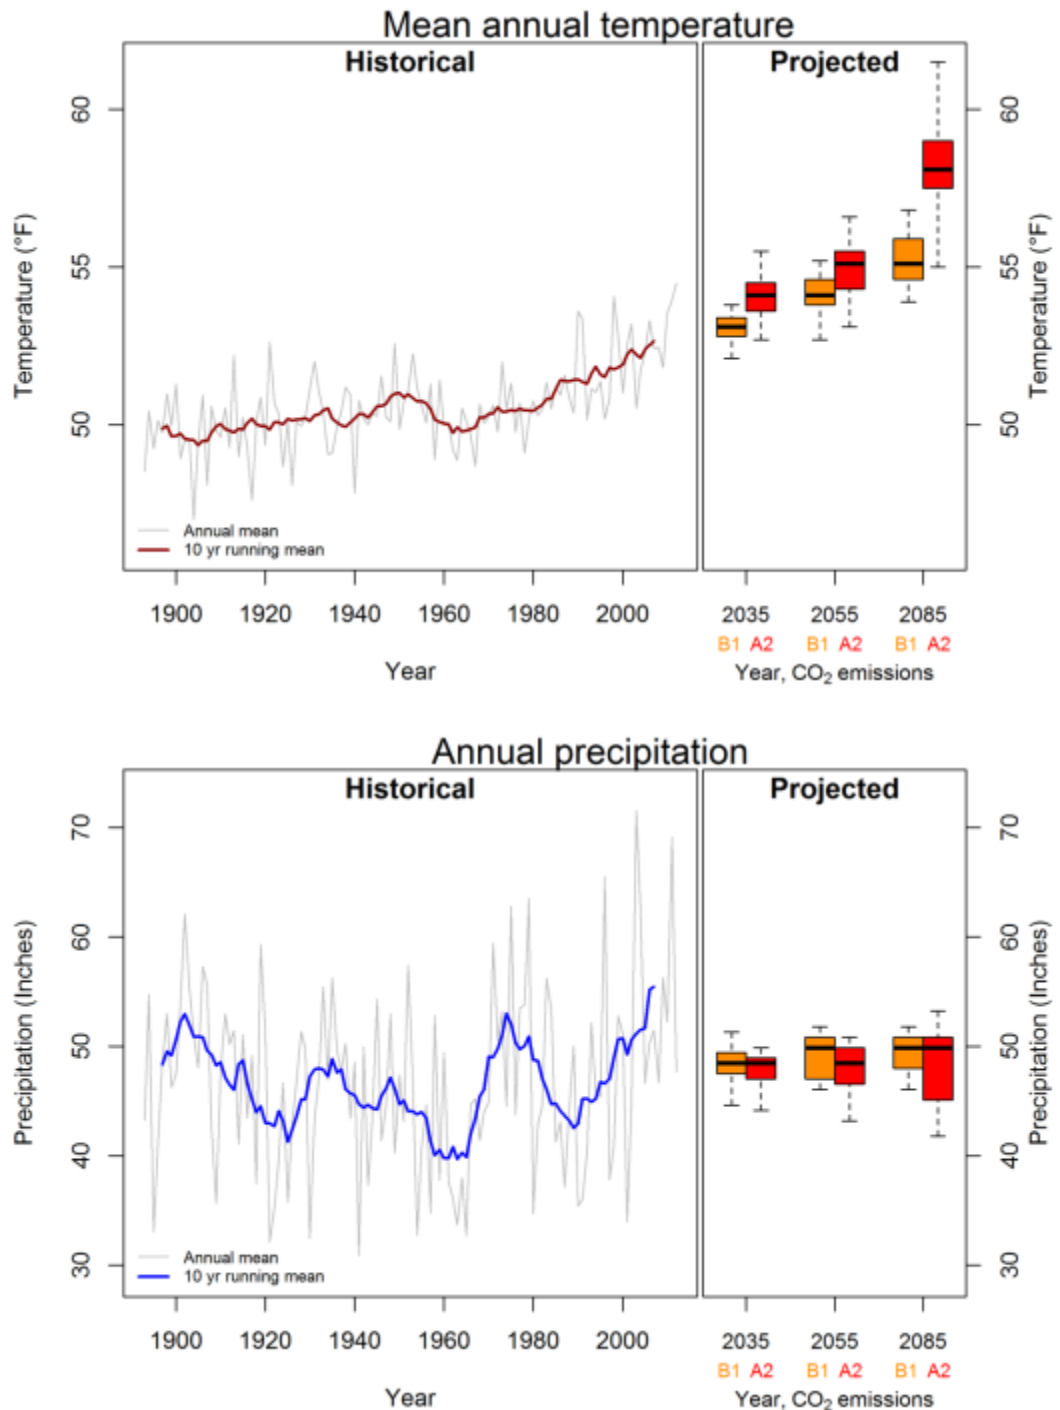 Mean annual temperature
Historical
Projected
Temperature (°F)
60
55
50
Annual mean
10 yr running mean
1900 1920 1940 1960 1980 2000
Year
60
55
50
Temperature (°F)
2035 2055 2085
B1 A2 B1 A2 B1 A2
Year, CO₂ emissions
Annual precipitation
Historical
Projected
Precipitation (Inches)
70
60
50
40
30
Annual mean
10 yr running mean
1900 1920 1940 1960 1980 2000
Year
70
60
50
40
30
Precipitation (Inches)
2035 2055 2085
B1 A2 B1 A2 B1 A2
Year, CO₂ emissions